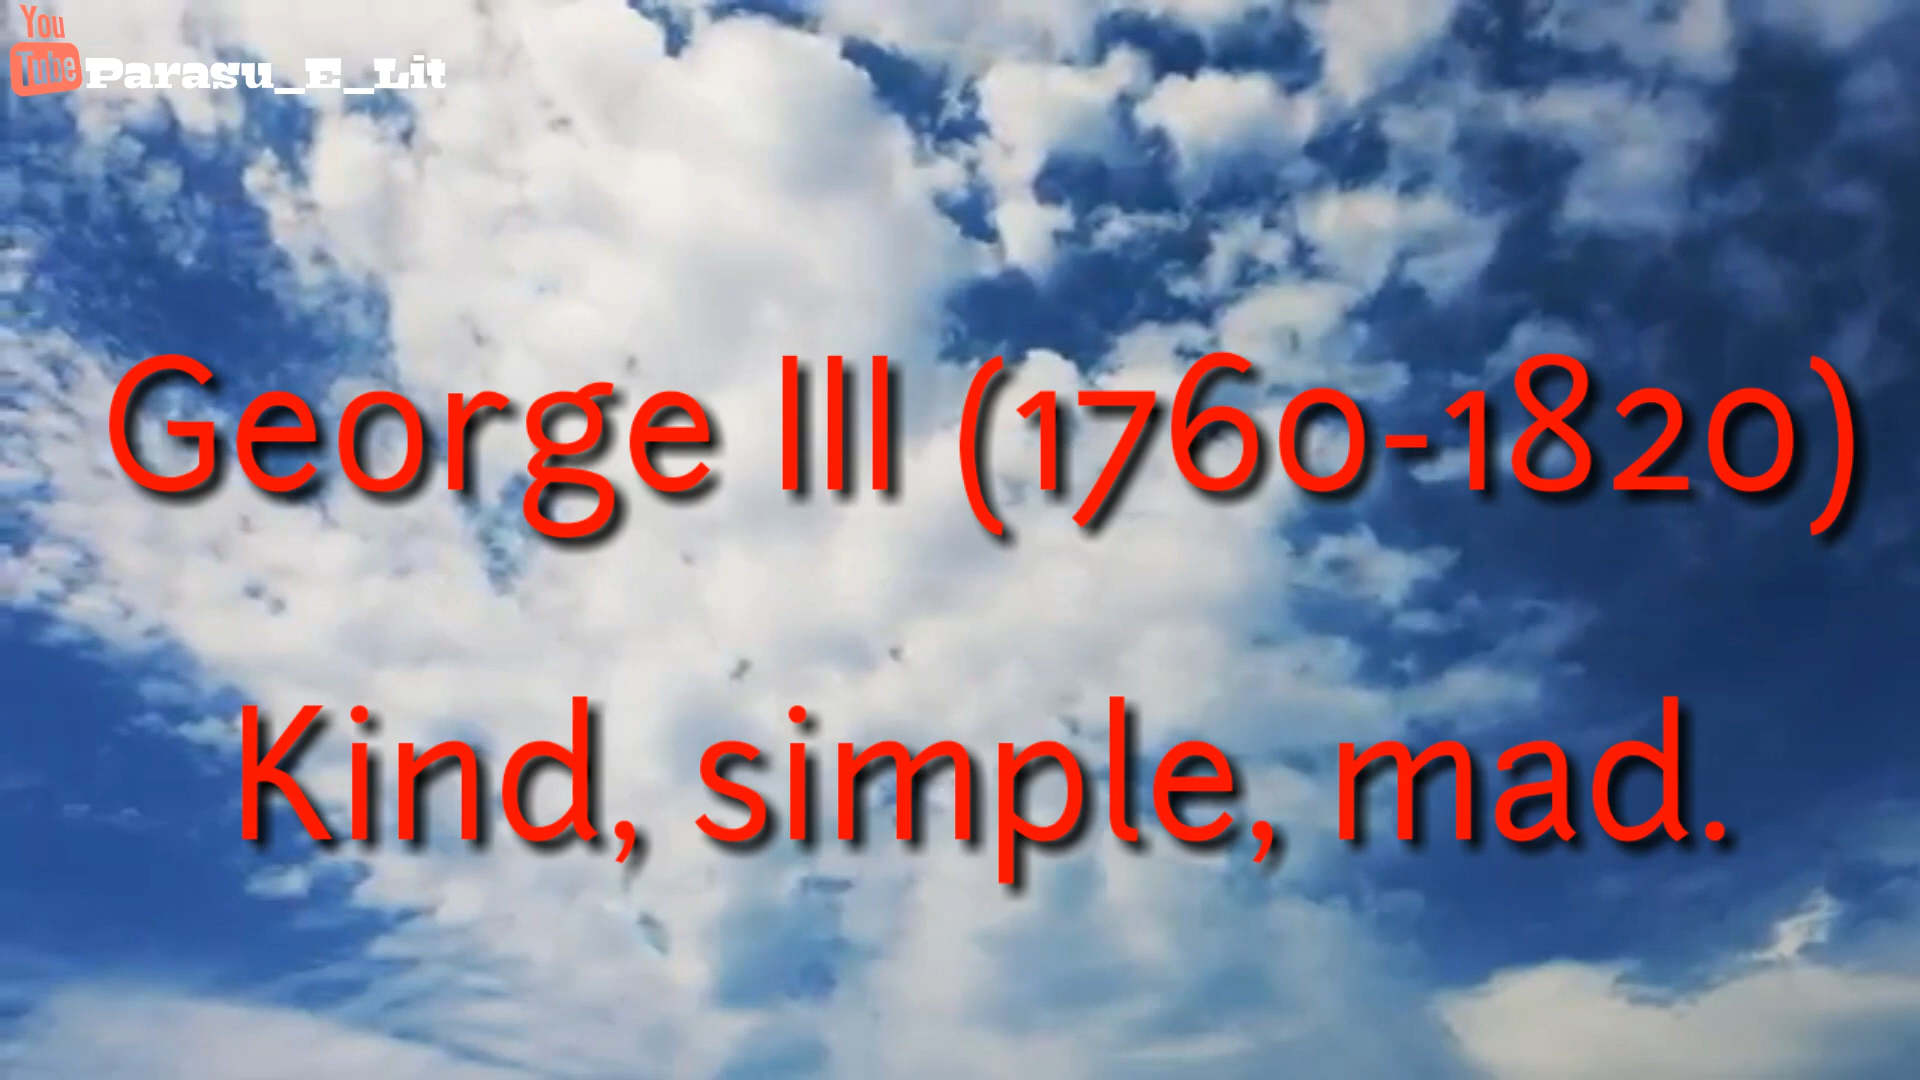 You
Tube Parasu_E_Lit
George III (1760-1820)
Kind, simple, mad.